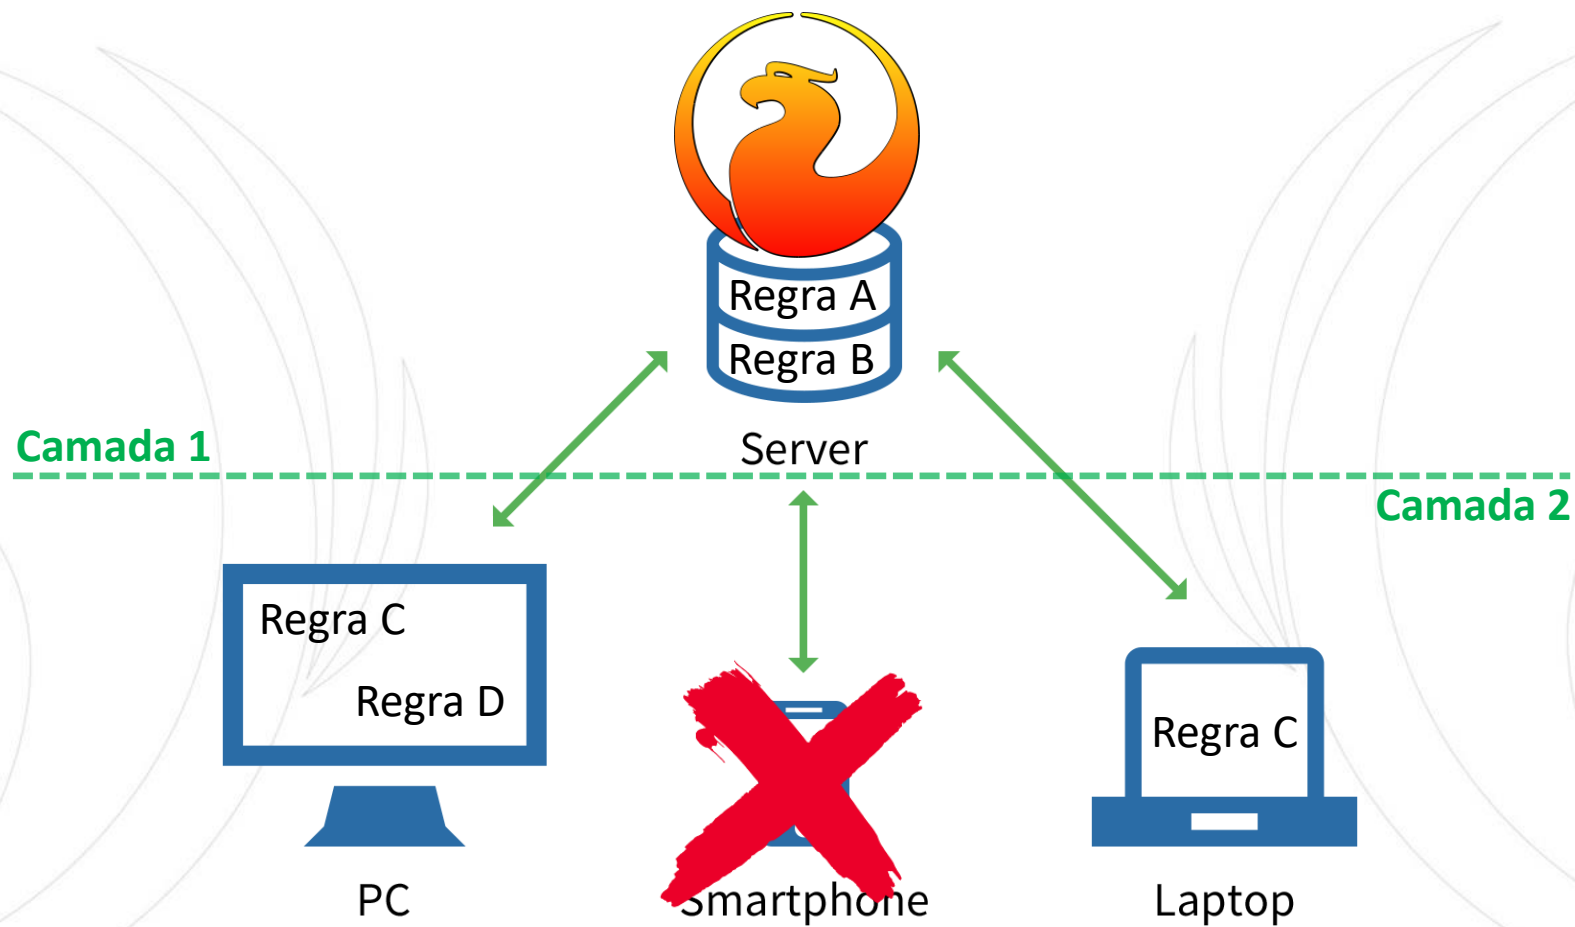 Regra A
Regra B
Server
Camada 1
Camada 2
Regra C
Regra D
Regra C
PC
Smartphone
Laptop